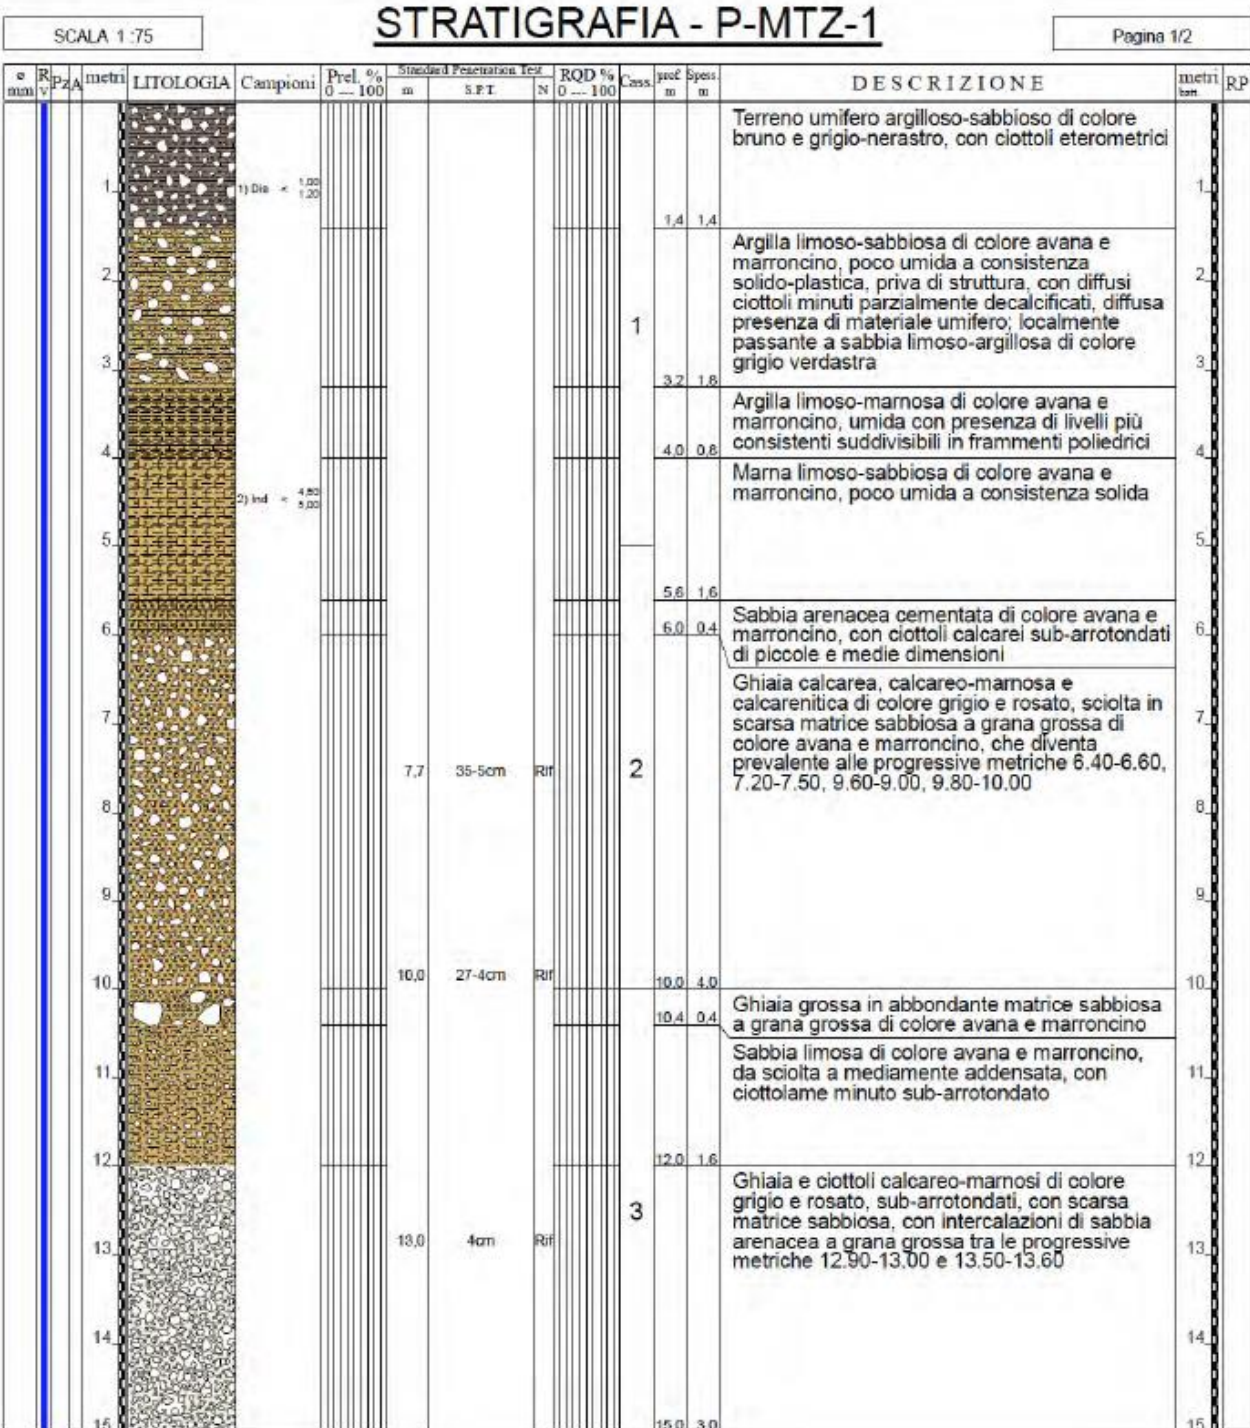 STRATIGRAFIA - P-MTZ-1
SCALA 1:75
Pagina 1/2
ø mm
R v
Pz
A
metri
LITOLOGIA
Campioni
Prel. %
0 --- 100
Standard Penetration Test
m
S.P.T.
N
RQD %
0 --- 100
Cass.
prof. m
Spess. m
DESCRIZIONE
metri batt.
RP
Terreno umifero argilloso-sabbioso di colore
bruno e grigio-nerastro, con ciottoli eterometrici
1
1) Dis < 1,00
1,20
1
1,4 1,4
Argilla limoso-sabbiosa di colore avana e
marroncino, poco umida a consistenza
solido-plastica, priva di struttura, con diffusi
ciottoli minuti parzialmente decalcificati, diffusa
presenza di materiale umifero; localmente
passante a sabbia limoso-argillosa di colore
grigio verdastra
2
2
1
3
3
3,2 1,8
Argilla limoso-marnosa di colore avana e
marroncino, umida con presenza di livelli più
consistenti suddivisibili in frammenti poliedrici
4
4,0 0,8
4
Marna limoso-sabbiosa di colore avana e
marroncino, poco umida a consistenza solida
2) Ind <
5,00
5
5
5,6 1,6
Sabbia arenacea cementata di colore avana e
marroncino, con ciottoli calcarei sub-arrotondati
di piccole e medie dimensioni
6
6,0 0,4
6
Ghiaia calcarea, calcareo-marnosa e
calcarenitica di colore grigio e rosato, sciolta in
scarsa matrice sabbiosa a grana grossa di
colore avana e marroncino, che diventa
prevalente alle progressive metriche 6.40-6.60,
7.20-7.50, 9.60-9.00, 9.80-10.00
7
7
7,7 35-5cm Rif
2
8
8
9
9
10,0 27-4cm Rif
10
10,0 4,0
10
Ghiaia grossa in abbondante matrice sabbiosa
a grana grossa di colore avana e marroncino
10,4 0,4
Sabbia limosa di colore avana e marroncino,
da sciolta a mediamente addensata, con
ciottolame minuto sub-arrotondato
11
11
12
12,0 1,6
12
Ghiaia e ciottoli calcareo-marnosi di colore
grigio e rosato, sub-arrotondati, con scarsa
matrice sabbiosa, con intercalazioni di sabbia
arenacea a grana grossa tra le progressive
metriche 12.90-13.00 e 13.50-13.60
3
13
13,0 4cm Rif
13
14
14
15
15,0 3,0
15